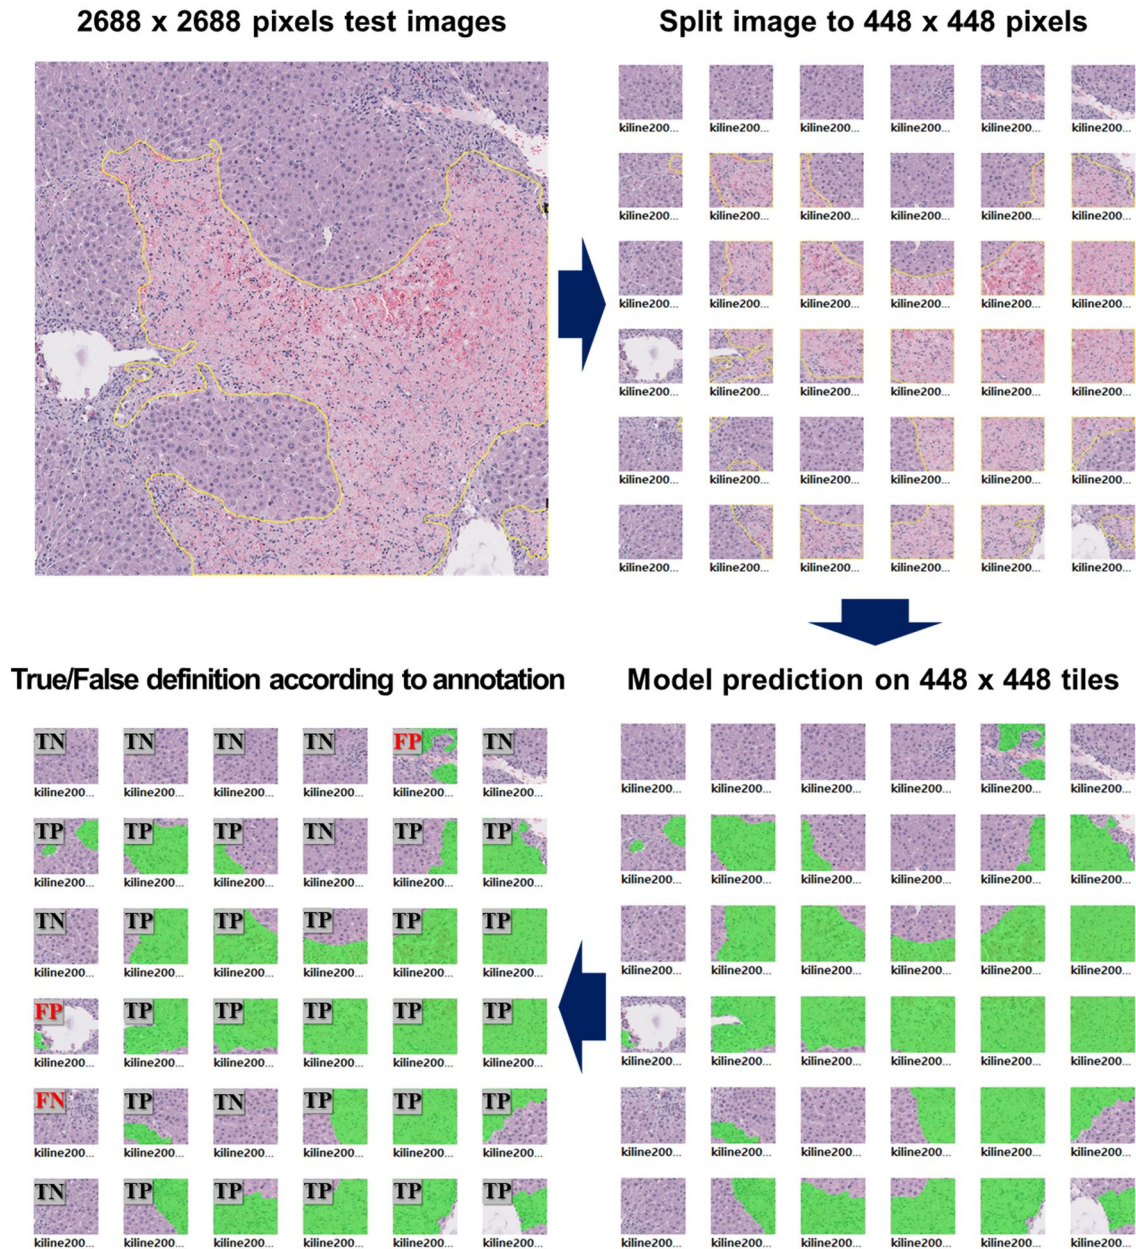 2688 x 2688 pixels test images
Split image to 448 x 448 pixels
kiline200... kiline200... kiline200... kiline200... kiline200... kiline200...
kiline200... kiline200... kiline200... kiline200... kiline200... kiline200...
kiline200... kiline200... kiline200... kiline200... kiline200... kiline200...
kiline200... kiline200... kiline200... kiline200... kiline200... kiline200...
kiline200... kiline200... kiline200... kiline200... kiline200... kiline200...
kiline200... kiline200... kiline200... kiline200... kiline200... kiline200...
True/False definition according to annotation
TN TN TN TN FP TN
kiline200... kiline200... kiline200... kiline200... kiline200... kiline200...
TP TP TP TN TP TP
kiline200... kiline200... kiline200... kiline200... kiline200... kiline200...
TN TP TP TP TP TP
kiline200... kiline200... kiline200... kiline200... kiline200... kiline200...
FP TP TP TP TP TP
kiline200... kiline200... kiline200... kiline200... kiline200... kiline200...
FN TP TN TP TP TP
kiline200... kiline200... kiline200... kiline200... kiline200... kiline200...
TN TP TP TP TP TP
kiline200... kiline200... kiline200... kiline200... kiline200... kiline200...
Model prediction on 448 x 448 tiles
kiline200... kiline200... kiline200... kiline200... kiline200... kiline200...
kiline200... kiline200... kiline200... kiline200... kiline200... kiline200...
kiline200... kiline200... kiline200... kiline200... kiline200... kiline200...
kiline200... kiline200... kiline200... kiline200... kiline200... kiline200...
kiline200... kiline200... kiline200... kiline200... kiline200... kiline200...
kiline200... kiline200... kiline200... kiline200... kiline200... kiline200...